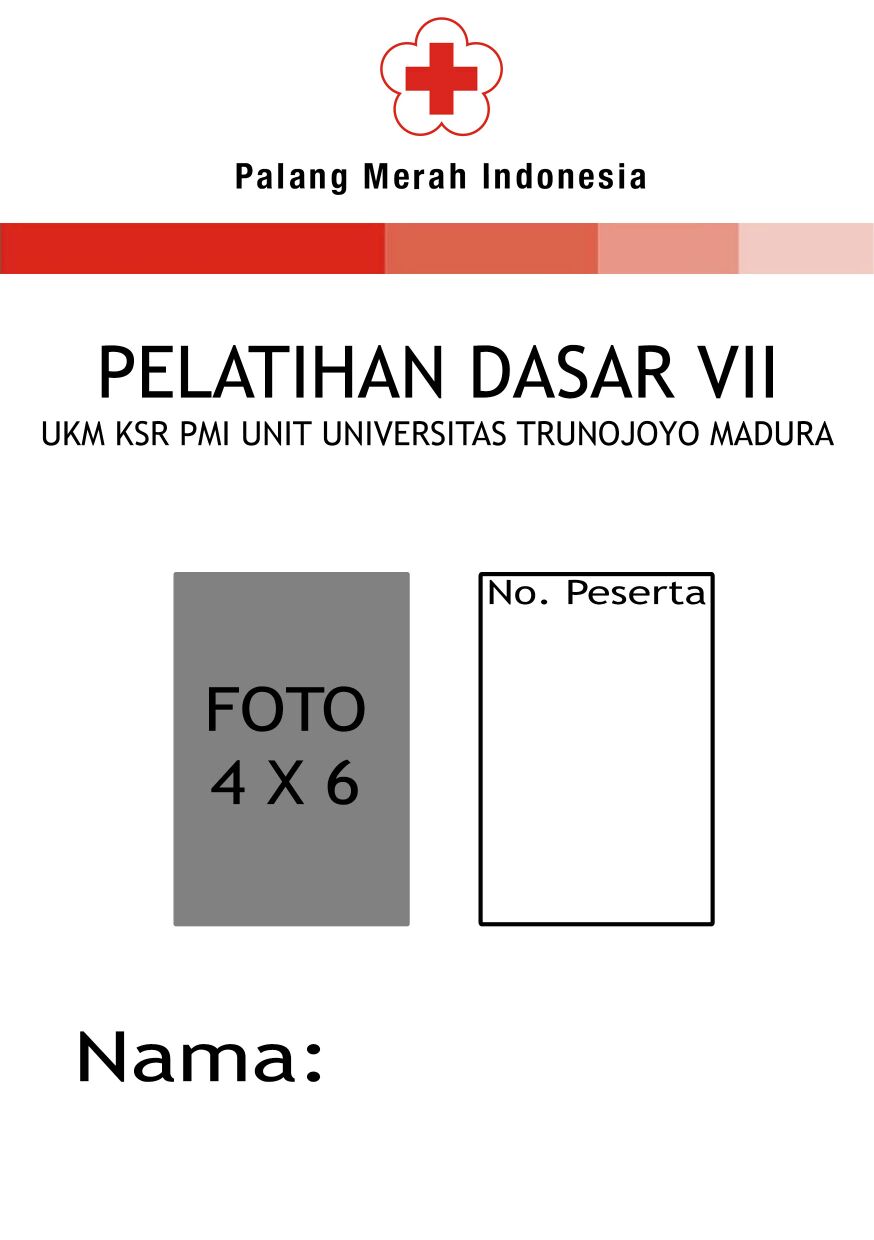 Palang Merah Indonesia
PELATIHAN DASAR VII
UKM KSR PMI UNIT UNIVERSITAS TRUNOJOYO MADURA
FOTO
4 X 6
No. Peserta
Nama: